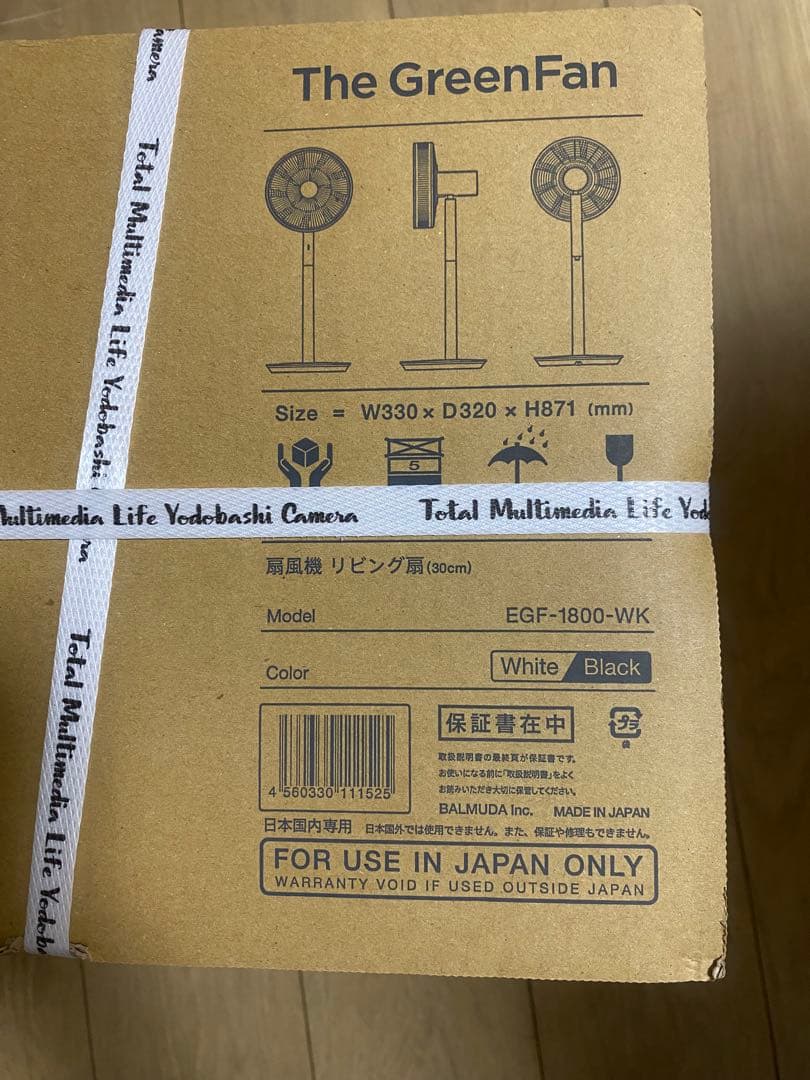 The GreenFan
Size = W330 × D320 × H871 (mm)
5
扇風機 リビング扇(30cm)
Model EGF-1800-WK
Color White Black
保証書在中
プラ
袋
取扱説明書の最終頁が保証書です。
お使いになる前に「取扱説明書」をよく
お読みいただき大切に保管してください。
4 560330 111525
BALMUDA Inc. MADE IN JAPAN
日本国内専用 日本国外では使用できません。また、保証や修理もできません。
FOR USE IN JAPAN ONLY
WARRANTY VOID IF USED OUTSIDE JAPAN
amera Total Multimedia Life Yodobashi
ra Total Multimedia Life Yodob
Multimedia Life Yodobashi Camera Total Multimedia Life Yod